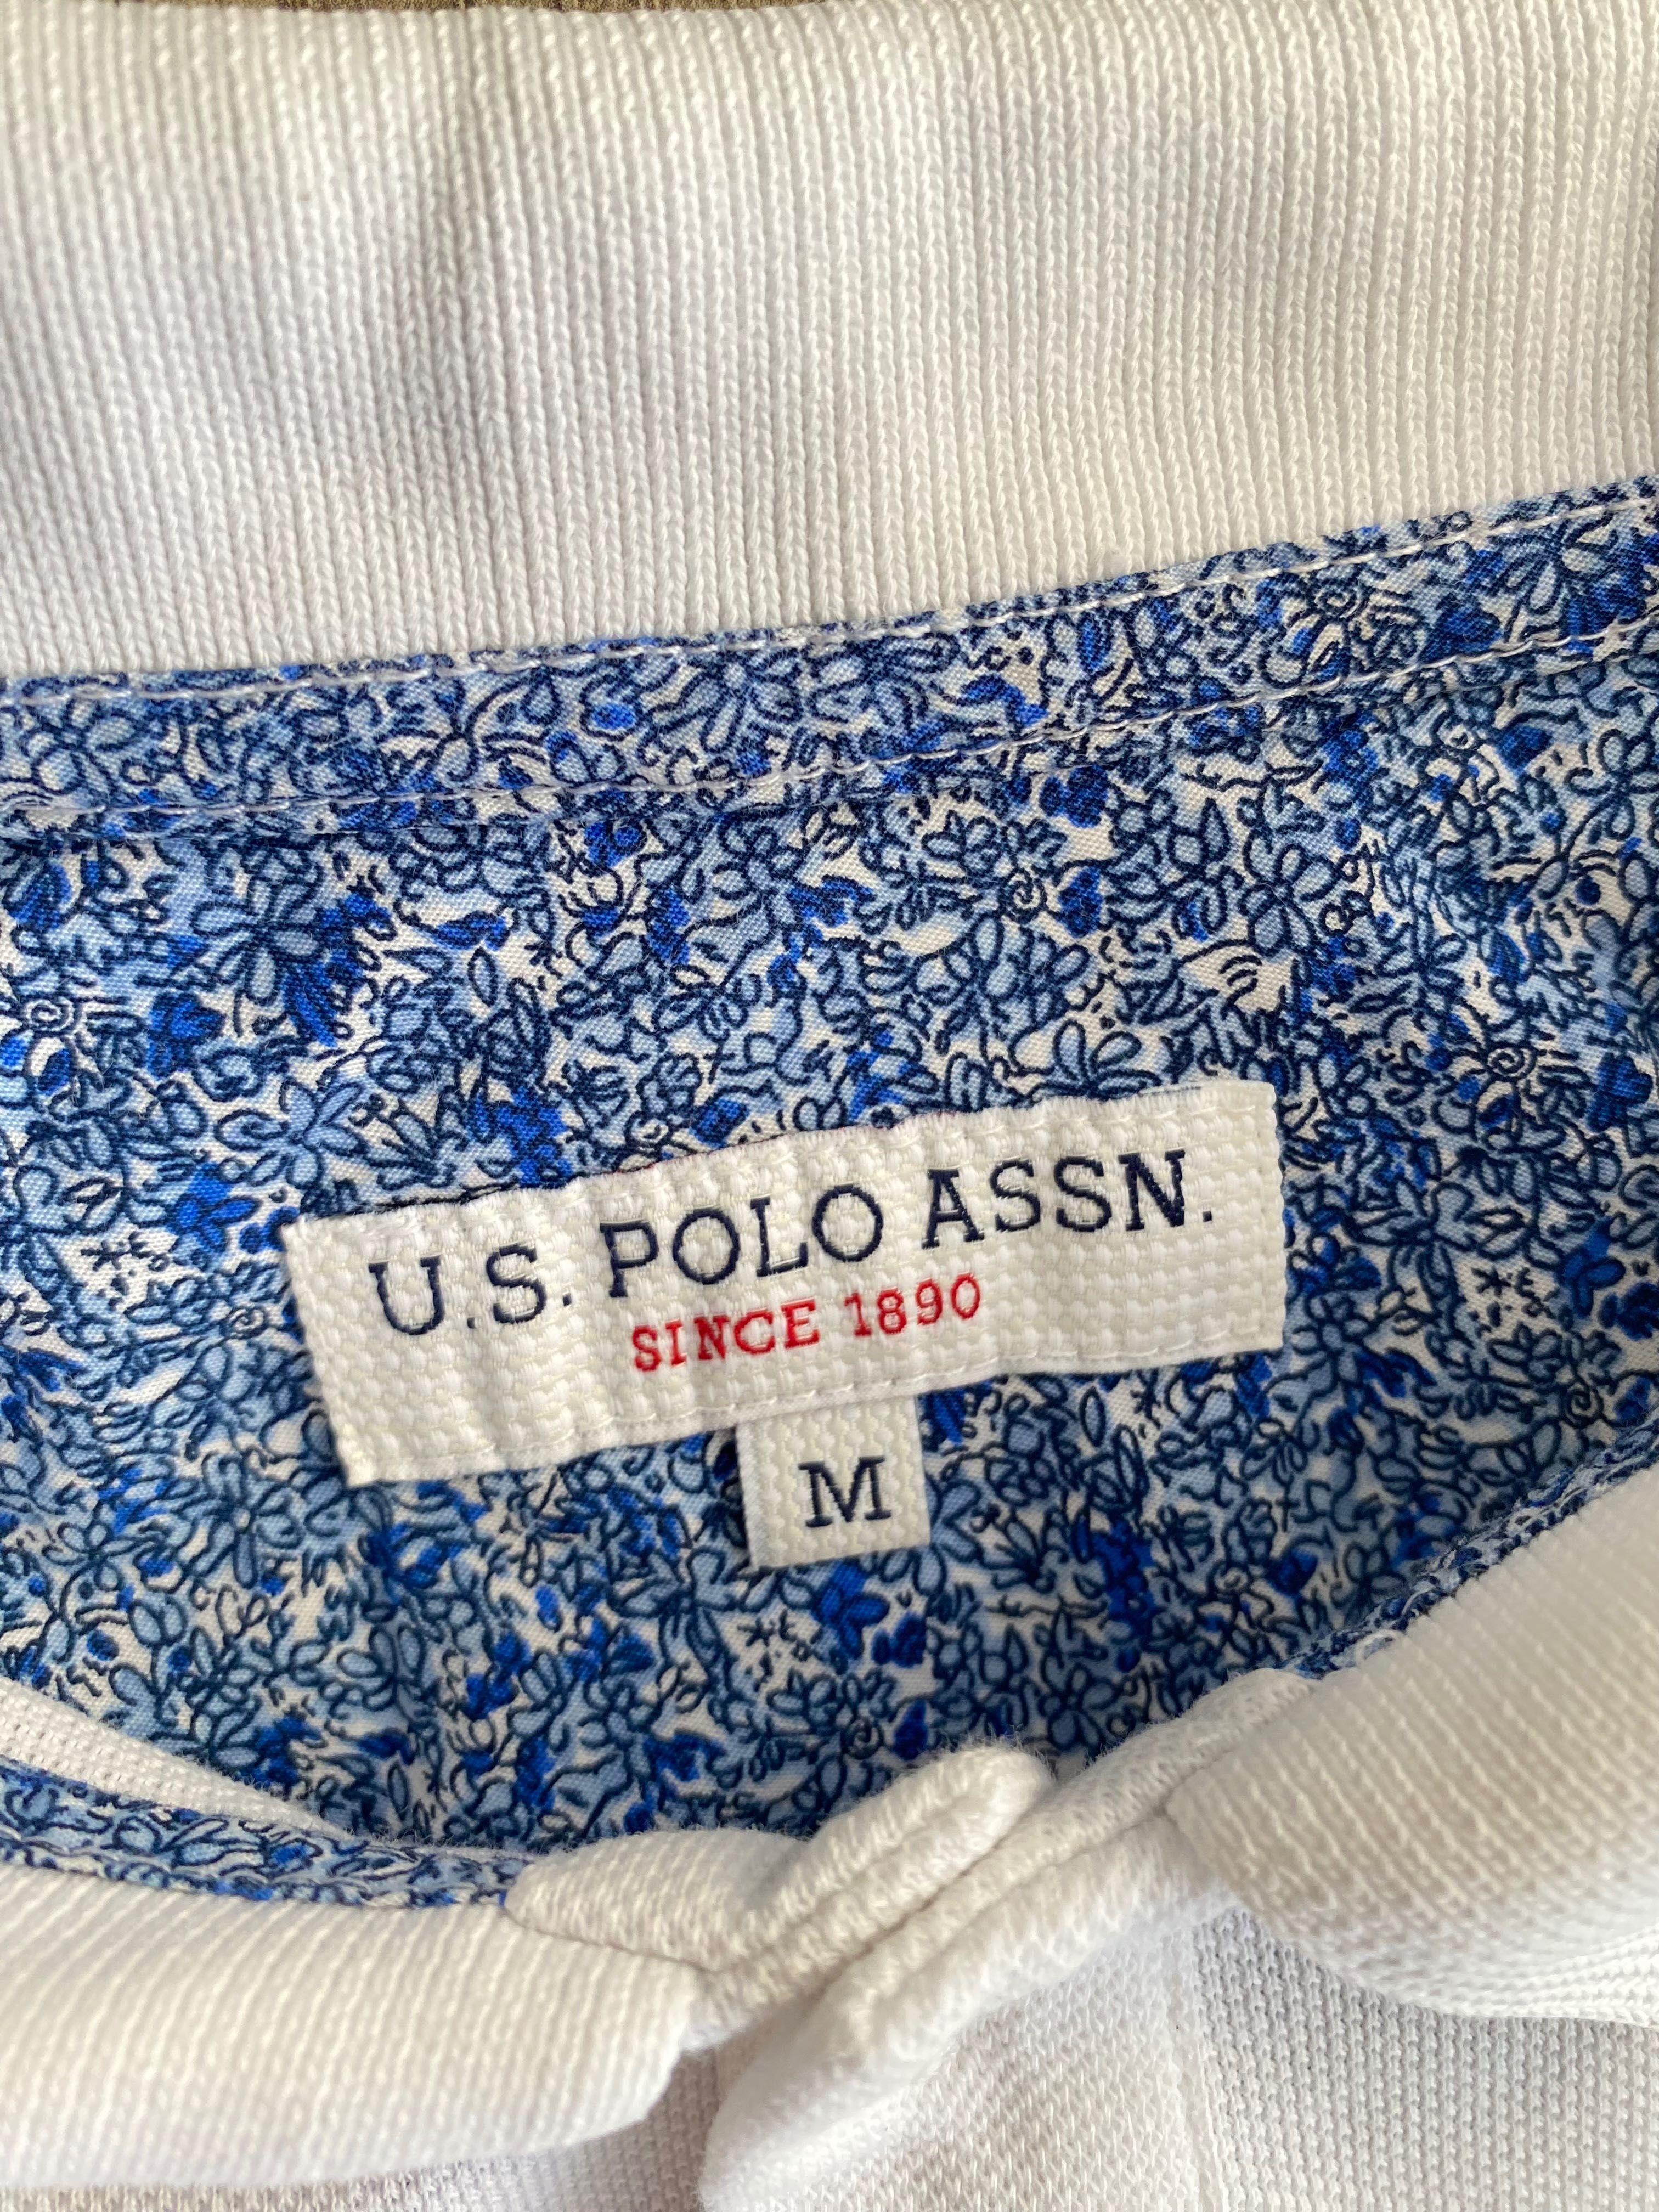 U.S. POLO ASSN.
SINCE 1890
M